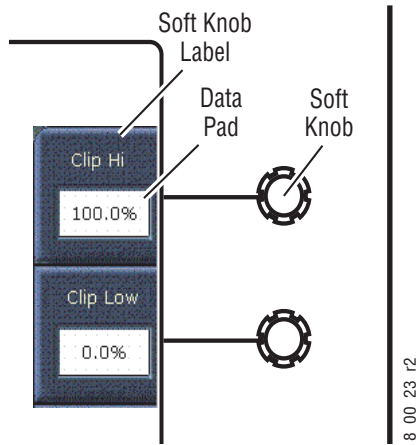 Soft Knob
Label
Data
Pad
Soft
Knob
Clip Hi
100.0%
Clip Low
0.0%
8 00 23 r2